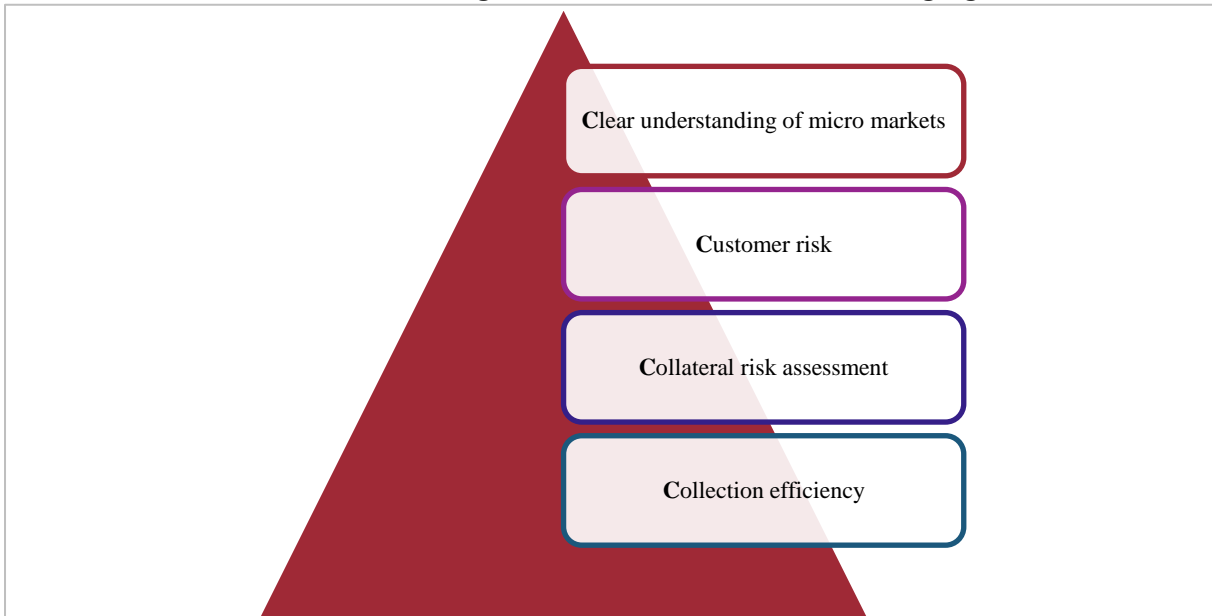 Clear understanding of micro markets
Customer risk
Collateral risk assessment
Collection efficiency